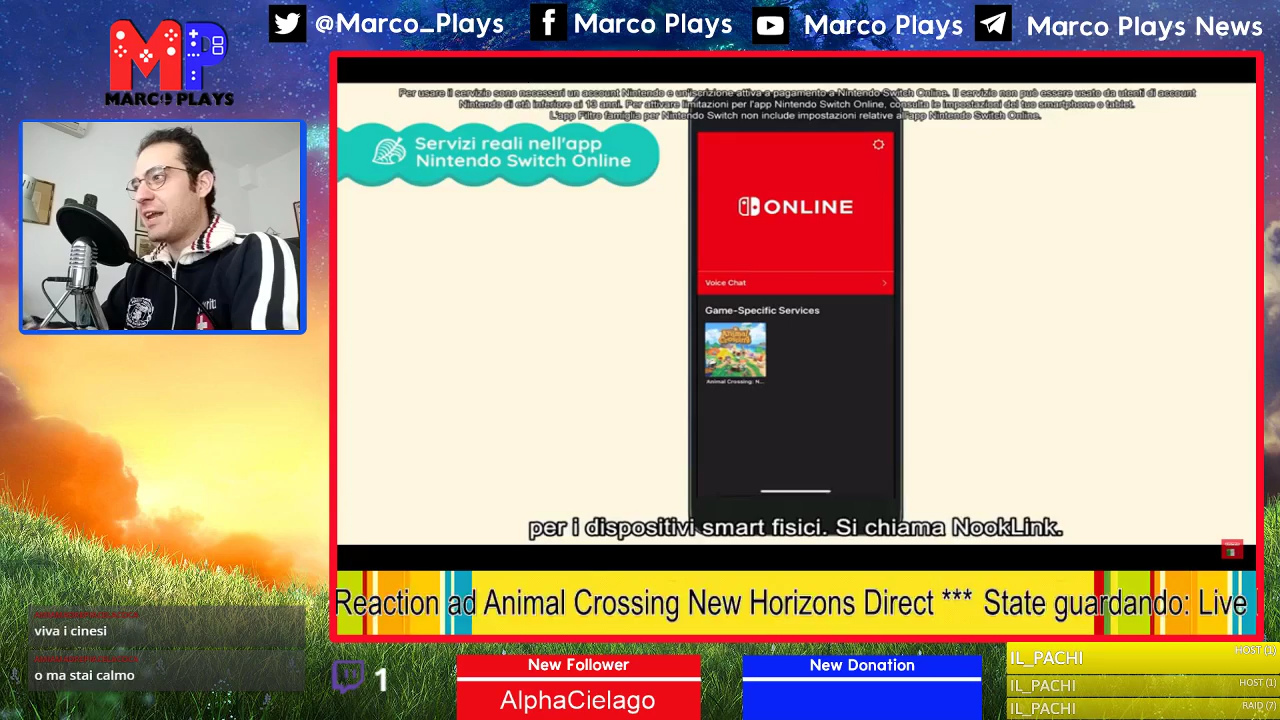 @Marco_Plays
Marco Plays
Marco Plays
Marco Plays News
MP
MARCO PLAYS
Per usare il servizio sono necessari un account Nintendo e un'iscrizione attiva a pagamento a Nintendo Switch Online. Il servizio non può essere usato da utenti di account
Nintendo di età inferiore ai 13 anni. Per attivare limitazioni per l'app Nintendo Switch Online, consulta le impostazioni del tuo smartphone o tablet.
L'app Filtro famiglia per Nintendo Switch non include impostazioni relative all'app Nintendo Switch Online.
Servizi reali nell'app
Nintendo Switch Online
ONLINE
Voice Chat
Game-Specific Services
Animal Crossing
Animal Crossing: N...
per i dispositivi smart fisici. Si chiama NookLink.
Reaction ad Animal Crossing New Horizons Direct *** State guardando: Live
viva i cinesi
o ma stai calmo
1
New Follower
AlphaCielago
New Donation
IL_PACHI HOST (1)
IL_PACHI HOST (1)
IL_PACHI RAID (7)